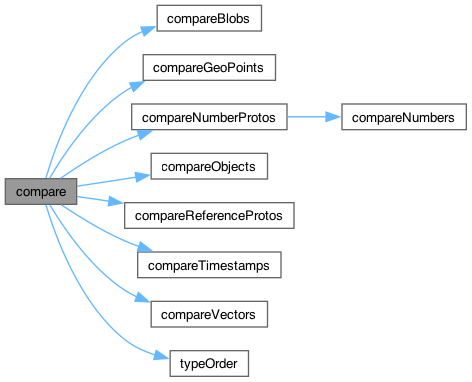 compareBlobs
compareGeoPoints
compareNumberProtos
compareNumbers
compareObjects
compare
compareReferenceProtos
compareTimestamps
compareVectors
typeOrder